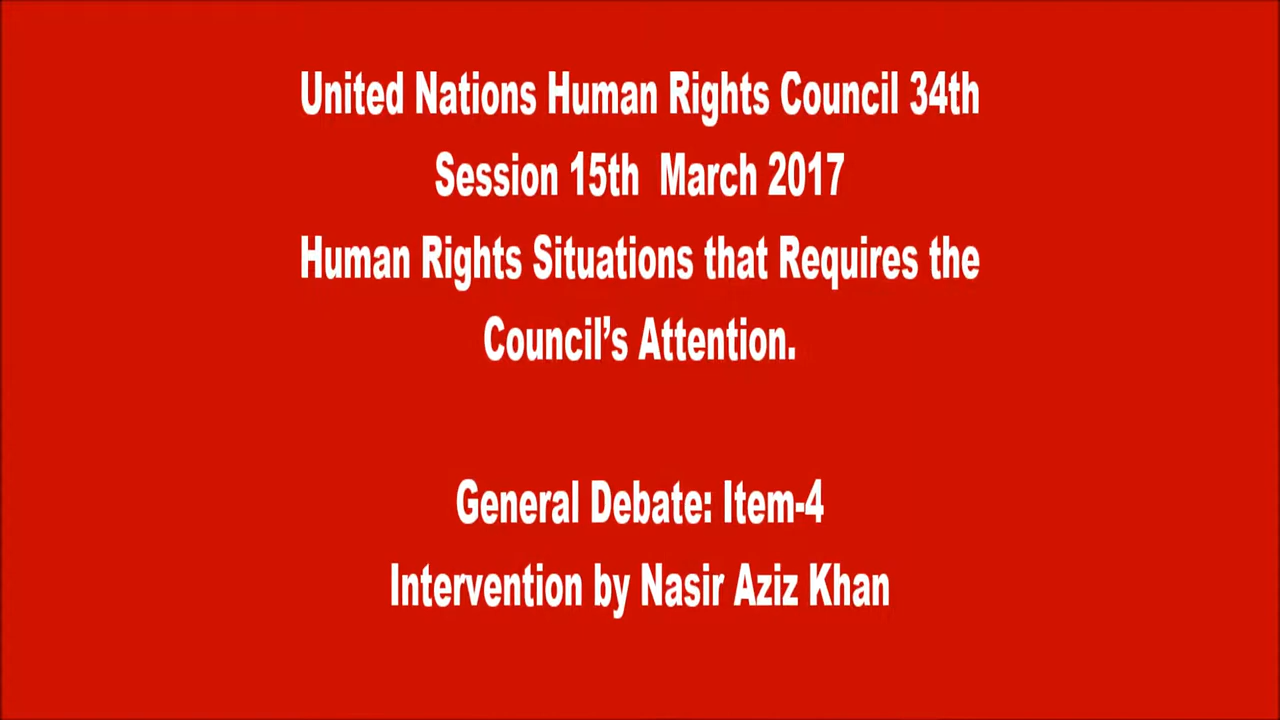 United Nations Human Rights Council 34th
Session 15th  March 2017
Human Rights Situations that Requires the
Council’s Attention.
General Debate: Item-4
Intervention by Nasir Aziz Khan